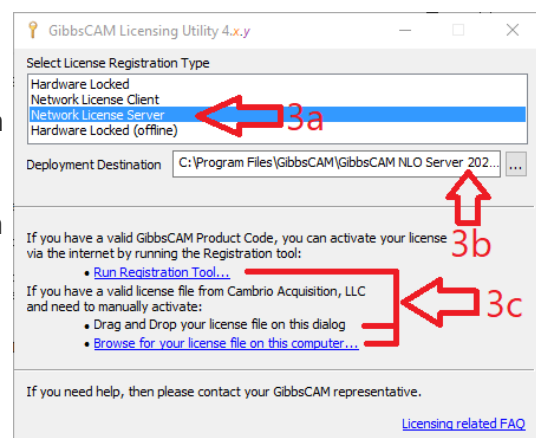 GibbsCAM Licensing Utility 4.x.y
Select License Registration Type
Hardware Locked
Network License Client
Network License Server
3a
Hardware Locked (offline)
Deployment Destination C:\Program Files\GibbsCAM\GibbsCAM NLO Server 202... ...
3b
If you have a valid GibbsCAM Product Code, you can activate your license
via the internet by running the Registration tool:
• Run Registration Tool...
If you have a valid license file from Cambrio Acquisition, LLC
and need to manually activate:
3c
• Drag and Drop your license file on this dialog
• Browse for your license file on this computer...
If you need help, then please contact your GibbsCAM representative.
Licensing related FAQ